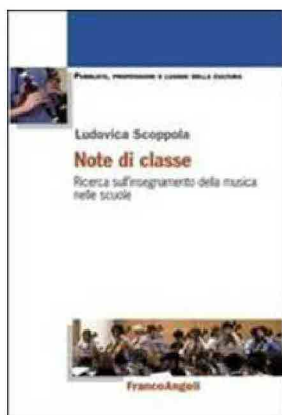 PUBBLICO, PROFESSIONI E LUOGHI DELLA CULTURA
Ludovica Scoppola
Note di classe
Ricerca sull'insegnamento della musica
nelle scuole
FrancoAngeli